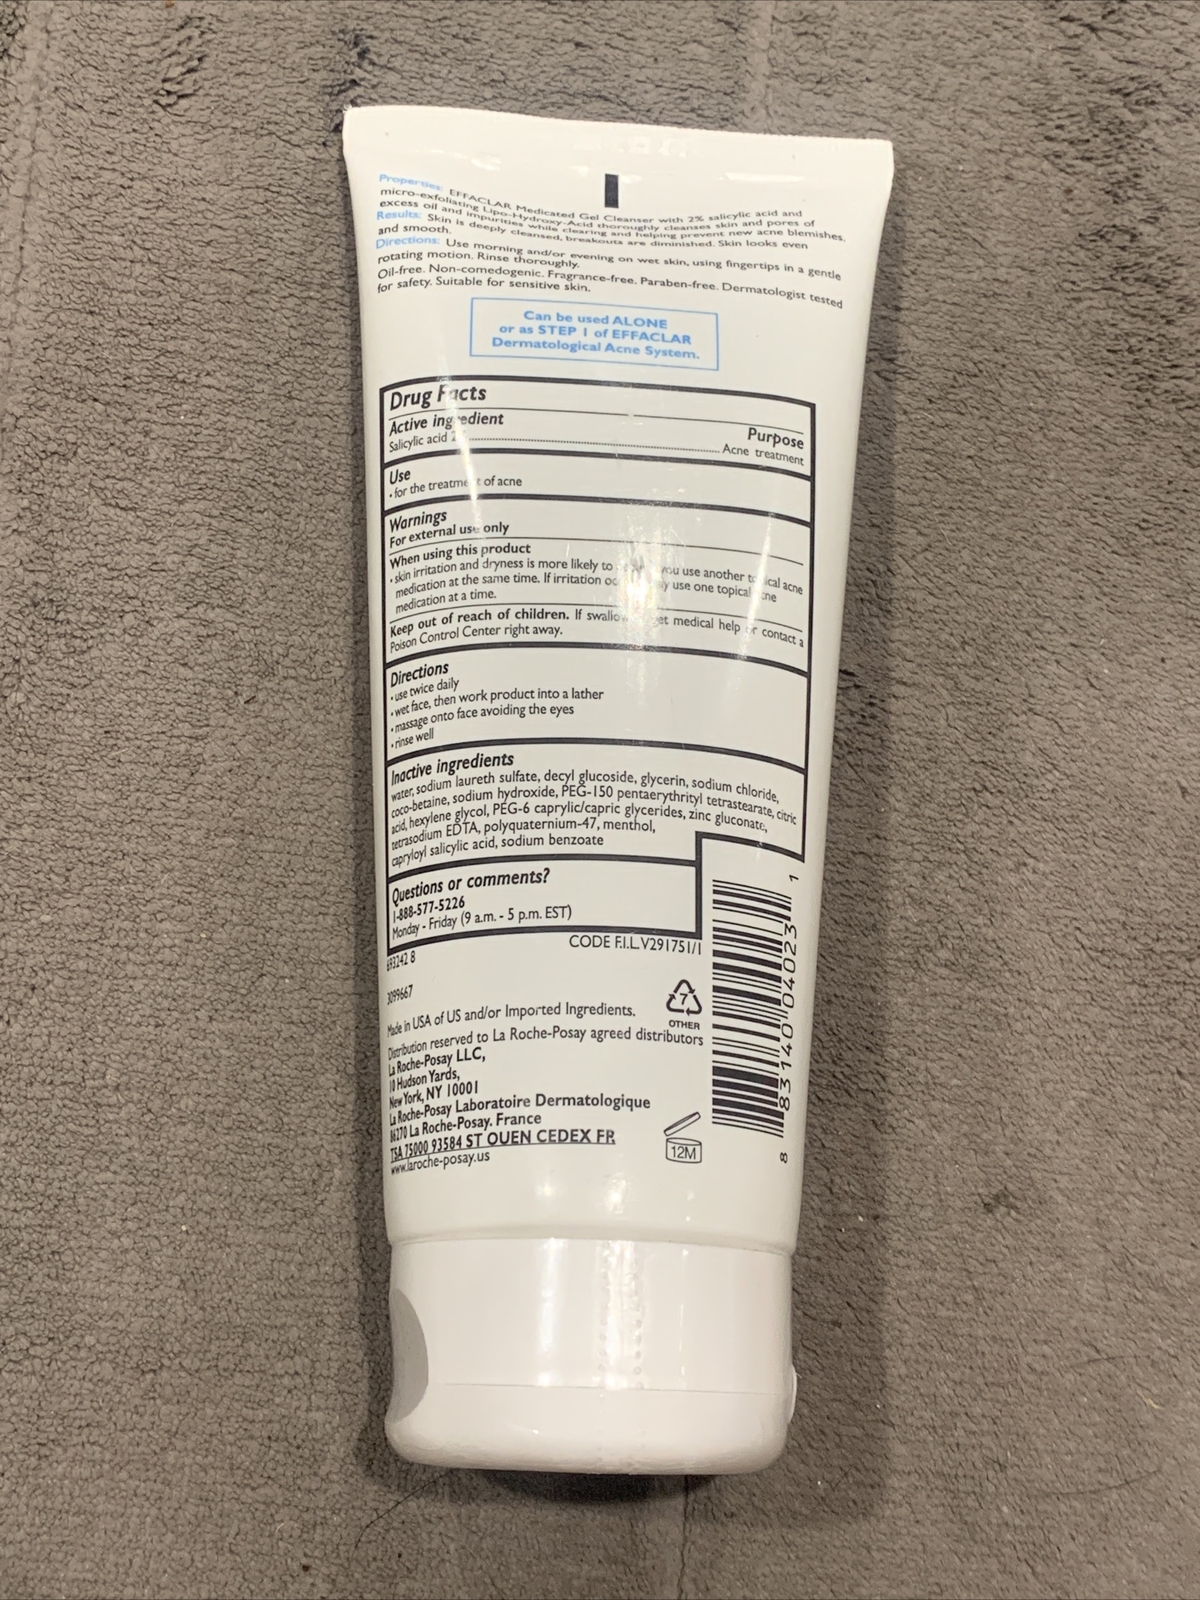 Properties: EFFACLAR Medicated Gel Cleanser with 2% salicylic acid and
micro-exfoliating Lipo-Hydroxy-Acid thoroughly cleanses skin and pores of
excess oil and impurities while clearing and helping prevent new acne blemishes.
Results: Skin is deeply cleansed, breakouts are diminished. Skin looks even
and smooth.
Directions: Use morning and/or evening on wet skin, using fingertips in a gentle
rotating motion. Rinse thoroughly.
Oil-free. Non-comedogenic. Fragrance-free. Paraben-free. Dermatologist tested
for safety. Suitable for sensitive skin.
Can be used ALONE
or as STEP 1 of EFFACLAR
Dermatological Acne System.
Drug Facts
Active ingredient Purpose
Salicylic acid Acne treatment
Use
• for the treatment of acne
Warnings
For external use only
When using this product
• skin irritation and dryness is more likely to you use another topical acne
medication at the same time. If irritation use one topical
medication at a time.
Keep out of reach of children. If medical help or contact a
Poison Control Center right away.
Directions
• use twice daily
• wet face, then work product into a lather
• massage onto face avoiding the eyes
• rinse well
Inactive ingredients
water, sodium laureth sulfate, decyl glucoside, glycerin, sodium chloride,
coco-betaine, sodium hydroxide, PEG-150 pentaerythrityl tetrastearate, citric
acid, hexylene glycol, PEG-6 caprylic/capric glycerides, zinc gluconate,
tetrasodium EDTA, polyquaternium-47, menthol,
capryloyl salicylic acid, sodium benzoate
Questions or comments?
1-888-577-5226
Monday - Friday (9 a.m. - 5 p.m. EST)
CODE F.I.L. V291751/1
693242 8
3099667
Made in USA of US and/or Imported Ingredients.
Distribution reserved to La Roche-Posay agreed distributors
La Roche-Posay LLC,
10 Hudson Yards,
New York, NY 10001
La Roche-Posay Laboratoire Dermatologique
86270 La Roche-Posay, France
TSA 75000 93584 ST OUEN CEDEX FR
www.laroche-posay.us
7
OTHER
12M
8 83140 04023 1